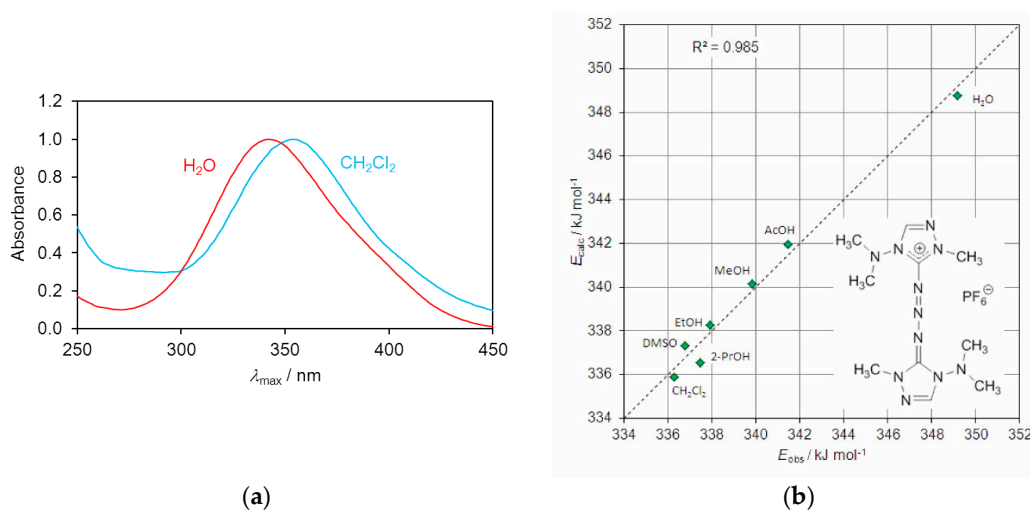 1.2
1.0
0.8
0.6
0.4
0.2
0.0
Absorbance
H₂O
CH₂Cl₂
250 300 350 400 450
λmax / nm
(a)
352
350
348
346
344
342
340
338
336
334
Ecalc / kJ mol⁻¹
R² = 0.985
H₂O
AcOH
MeOH
EtOH
DMSO
2-PrOH
CH₂Cl₂
N
H₃C
N N ⊕ N CH₃
H₃C
N
N
N
PF₆⊖
H₃C N N N CH₃
N CH₃
334 336 338 340 342 344 346 348 350 352
Eobs / kJ mol⁻¹
(b)